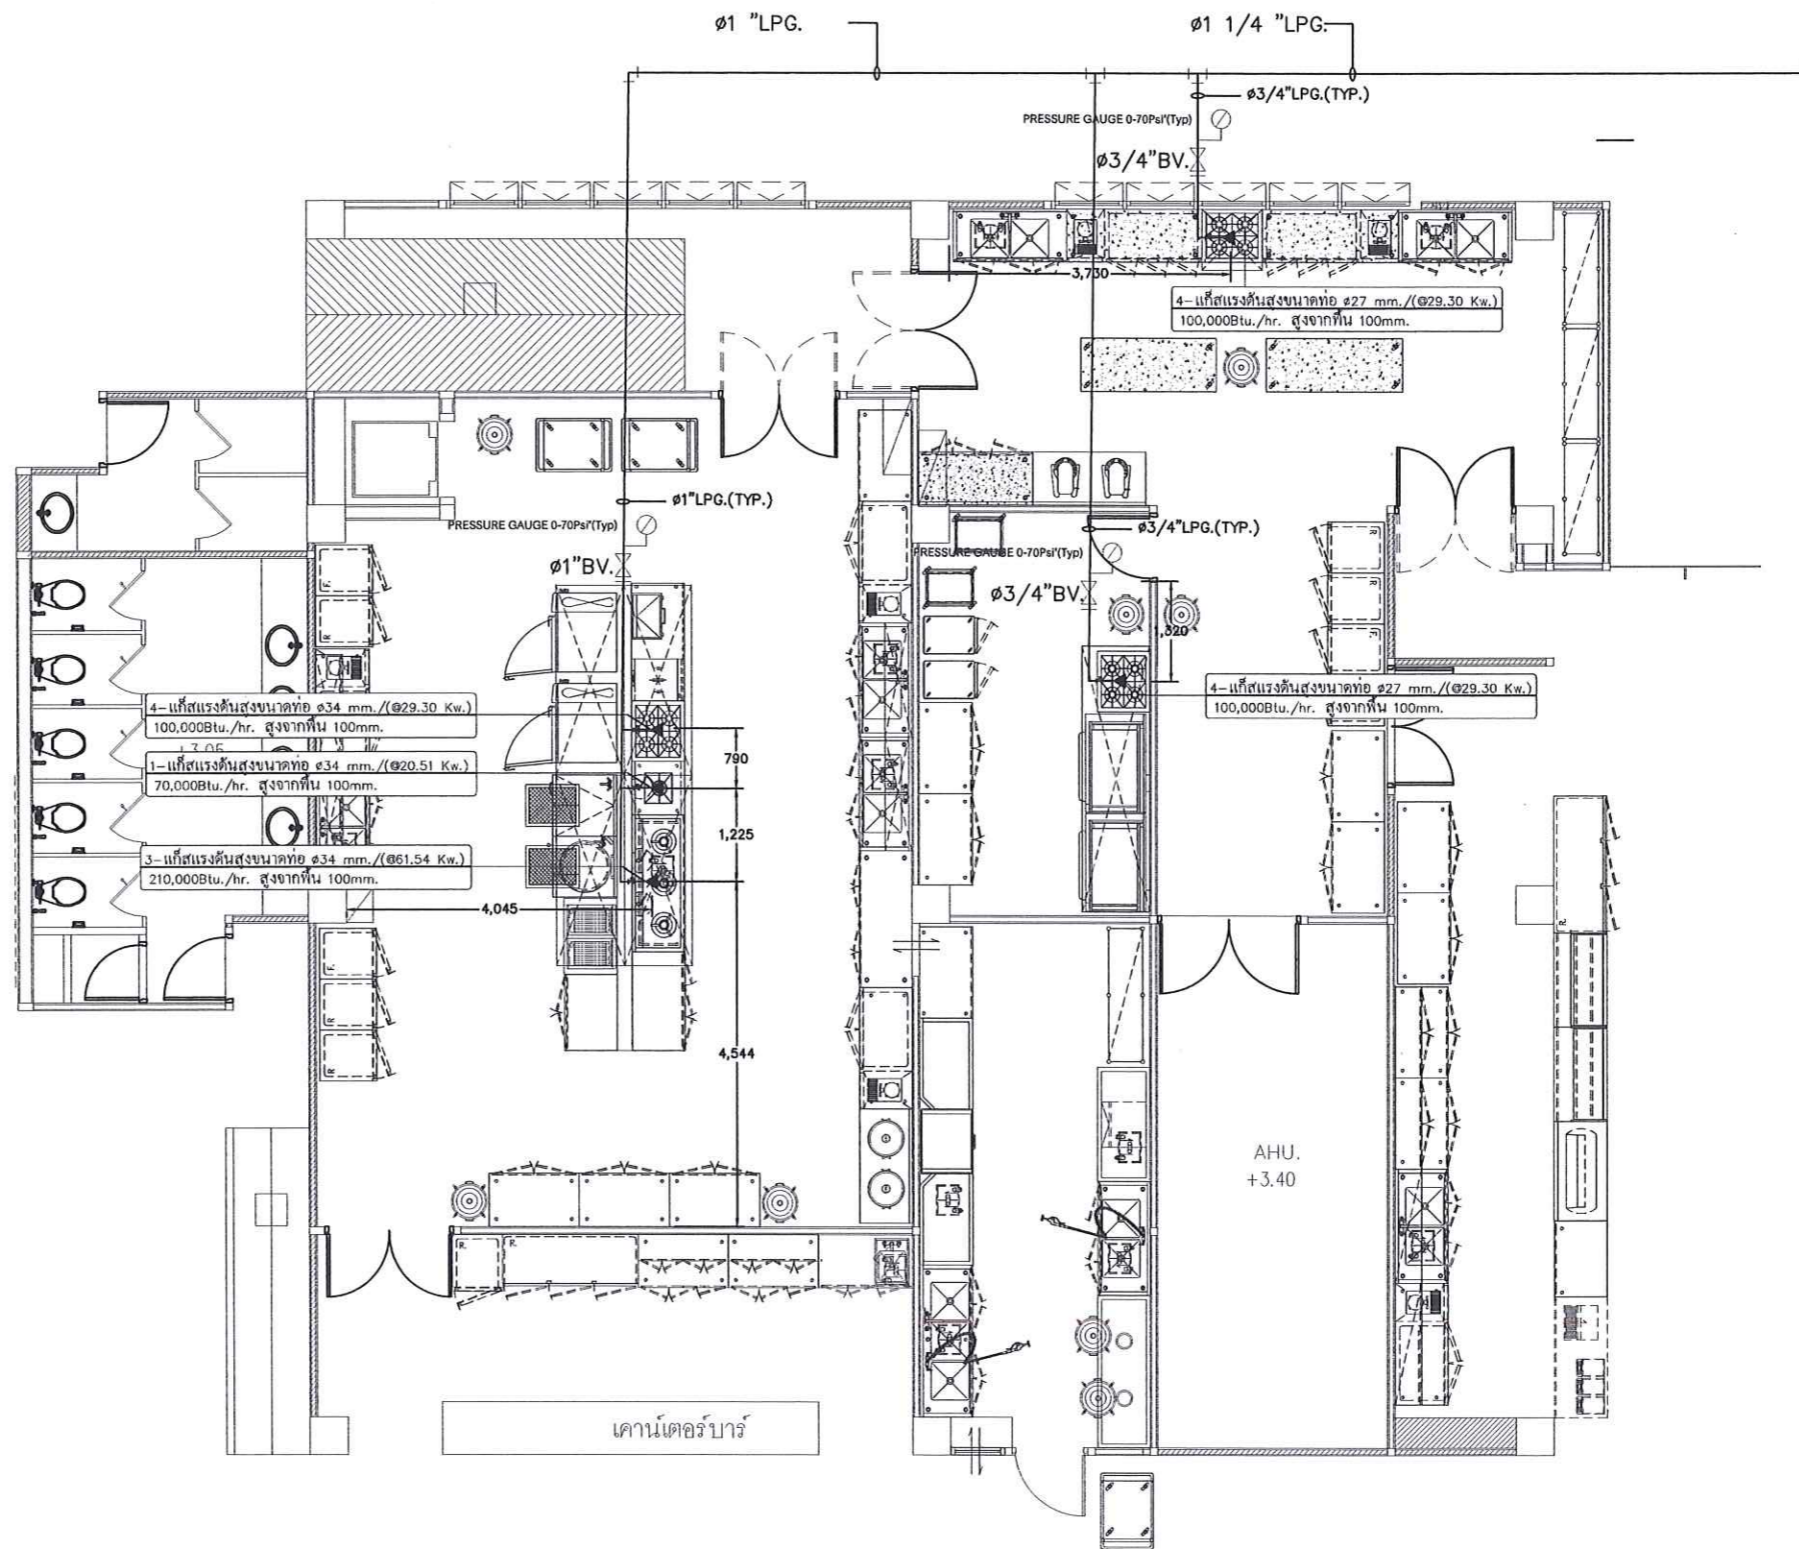 ø1 "LPG.
ø1 1/4 "LPG.
ø3/4"LPG.(TYP.)
PRESSURE GAUGE 0-70Psi'(Typ)
ø3/4"BV.
3,730
4-แก็สแรงดันสูงขนาดท่อ ø27 mm./(@29.30 Kw.)
100,000Btu./hr. สูงจากพื้น 100mm.
ø1"LPG.(TYP.)
PRESSURE GAUGE 0-70Psi'(Typ)
ø1"BV.
ø3/4"LPG.(TYP.)
PRESSURE GAUGE 0-70Psi'(Typ)
ø3/4"BV.
1,320
R
F.
R
4-แก็สแรงดันสูงขนาดท่อ ø27 mm./(@29.30 Kw.)
100,000Btu./hr. สูงจากพื้น 100mm.
4-แก็สแรงดันสูงขนาดท่อ ø34 mm./(@29.30 Kw.)
100,000Btu./hr. สูงจากพื้น 100mm.
+3.05
790
1-แก็สแรงดันสูงขนาดท่อ ø34 mm./(@20.51 Kw.)
70,000Btu./hr. สูงจากพื้น 100mm.
1,225
3-แก็สแรงดันสูงขนาดท่อ ø34 mm./(@61.54 Kw.)
210,000Btu./hr. สูงจากพื้น 100mm.
4,045
R.
F.
R
R
4,544
AHU.
+3.40
R.
R.
เคาน์เตอร์บาร์